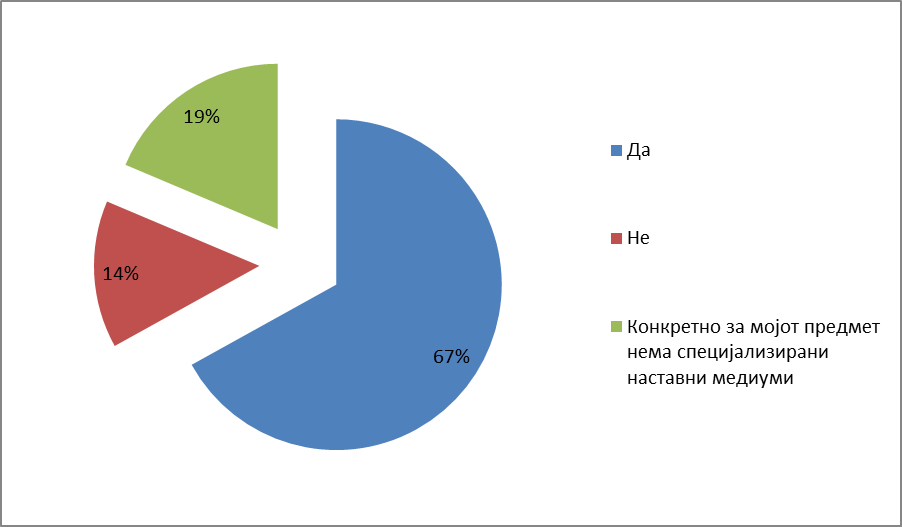 19%
14%
67%
Да
Не
Конкретно за мојот предмет
нема специјализирани
наставни медиуми